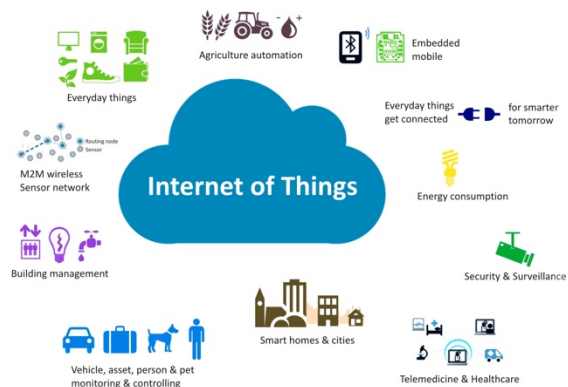 Agriculture automation
Embedded
mobile
Everyday things
Everyday things
get connected
for smarter
tomorrow
Routing node
Sensor
M2M wireless
Sensor network
Internet of Things
Energy consumption
Building management
Security & Surveillance
Smart homes & cities
Vehicle, asset, person & pet
monitoring & controlling
Telemedicine & Healthcare